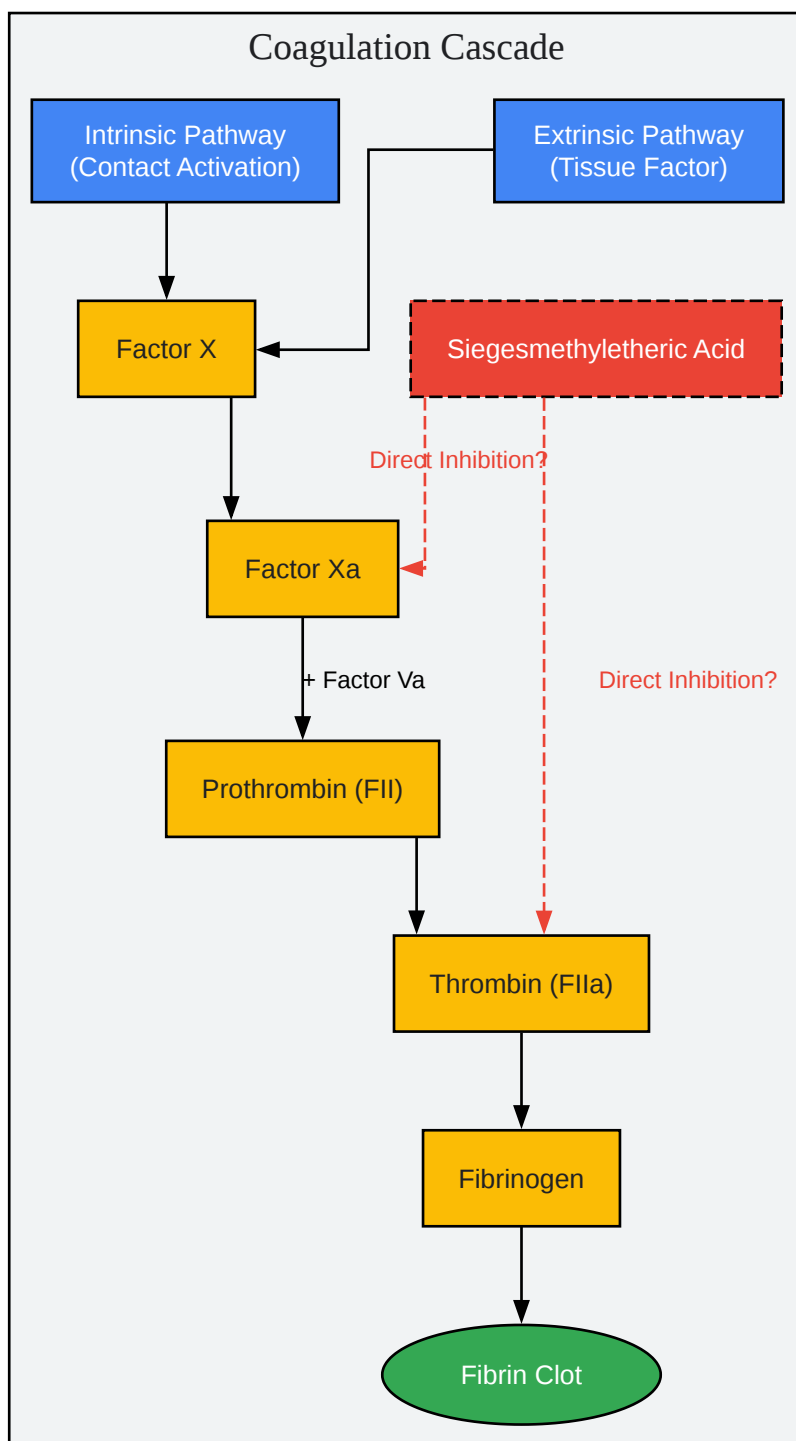 Coagulation Cascade
Intrinsic Pathway
(Contact Activation)
Extrinsic Pathway
(Tissue Factor)
Factor X
Siegesmethyletheric Acid
Direct Inhibition?
Factor Xa
+ Factor Va
Direct Inhibition?
Prothrombin (FII)
Thrombin (FIIa)
Fibrinogen
Fibrin Clot